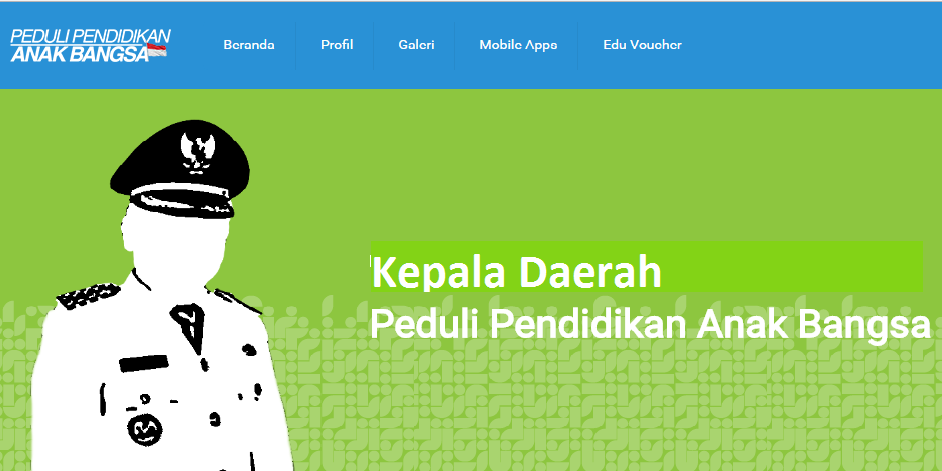 PEDULI PENDIDIKAN
ANAK BANGSA
Beranda Profil Galeri Mobile Apps Edu Voucher
Kepala Daerah
Peduli Pendidikan Anak Bangsa